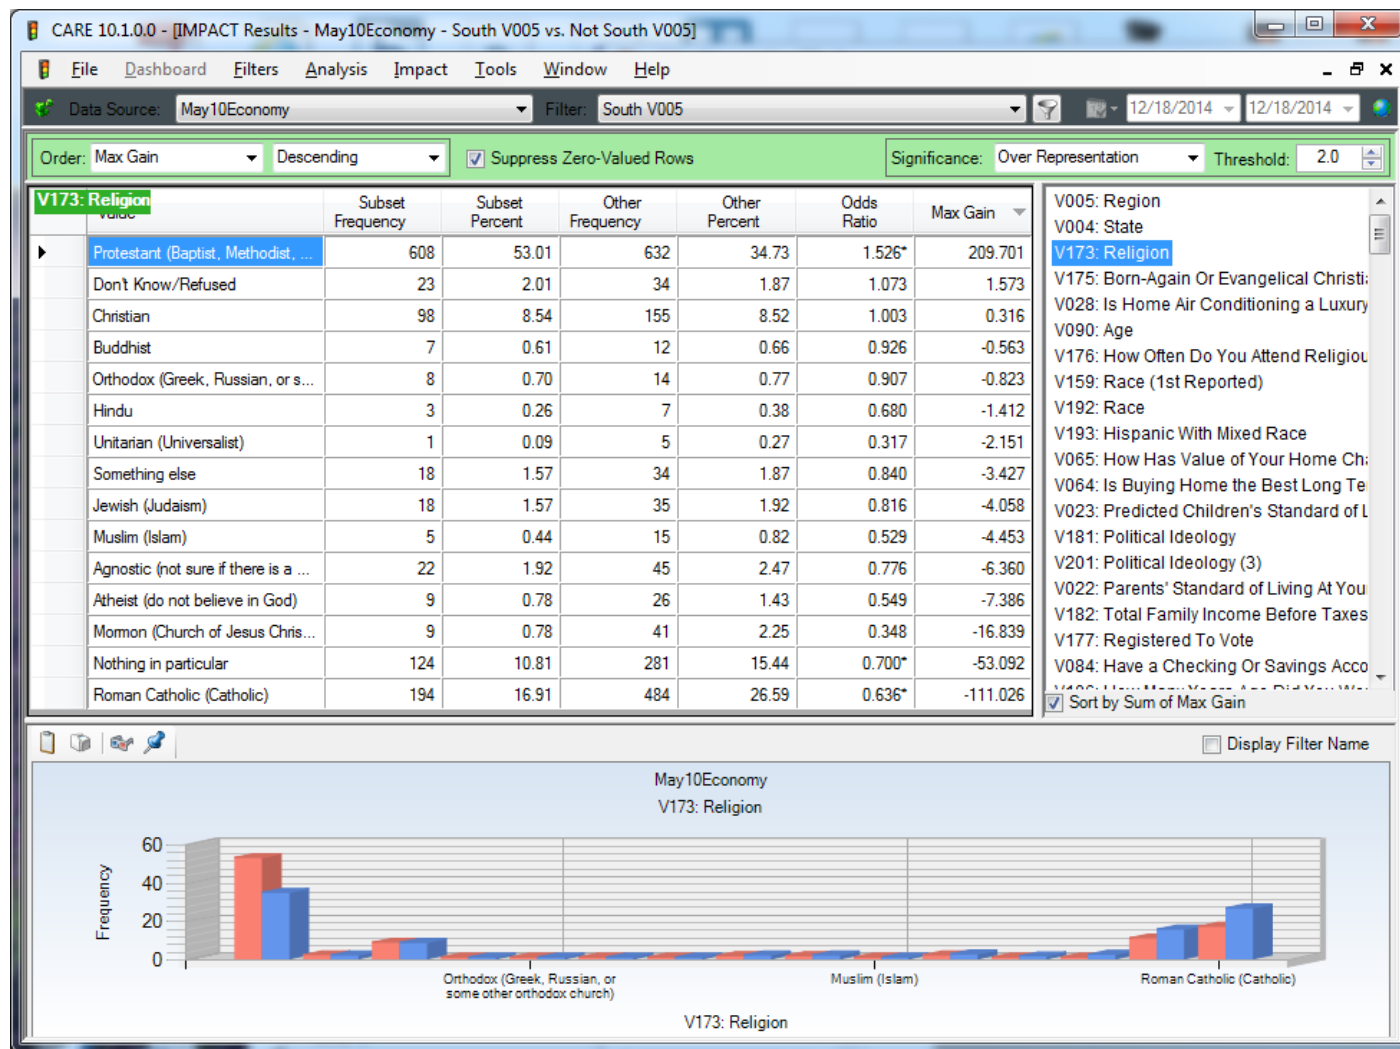 CARE 10.1.0.0 - [IMPACT Results - May10Economy - South V005 vs. Not South V005]
File Dashboard Filters Analysis Impact Tools Window Help
Data Source: May10Economy Filter: South V005 12/18/2014 12/18/2014
Order: Max Gain Descending Suppress Zero-Valued Rows Significance: Over Representation Threshold: 2.0
V173: Religion
Value Subset Frequency Subset Percent Other Frequency Other Percent Odds Ratio Max Gain
Protestant (Baptist, Methodist, ... 608 53.01 632 34.73 1.526* 209.701
Don't Know/Refused 23 2.01 34 1.87 1.073 1.573
Christian 98 8.54 155 8.52 1.003 0.316
Buddhist 7 0.61 12 0.66 0.926 -0.563
Orthodox (Greek, Russian, or s... 8 0.70 14 0.77 0.907 -0.823
Hindu 3 0.26 7 0.38 0.680 -1.412
Unitarian (Universalist) 1 0.09 5 0.27 0.317 -2.151
Something else 18 1.57 34 1.87 0.840 -3.427
Jewish (Judaism) 18 1.57 35 1.92 0.816 -4.058
Muslim (Islam) 5 0.44 15 0.82 0.529 -4.453
Agnostic (not sure if there is a ... 22 1.92 45 2.47 0.776 -6.360
Atheist (do not believe in God) 9 0.78 26 1.43 0.549 -7.386
Mormon (Church of Jesus Chris... 9 0.78 41 2.25 0.348 -16.839
Nothing in particular 124 10.81 281 15.44 0.700* -53.092
Roman Catholic (Catholic) 194 16.91 484 26.59 0.636* -111.026
V005: Region
V004: State
V173: Religion
V175: Born-Again Or Evangelical Christi
V028: Is Home Air Conditioning a Luxury
V090: Age
V176: How Often Do You Attend Religiou
V159: Race (1st Reported)
V192: Race
V193: Hispanic With Mixed Race
V065: How Has Value of Your Home Cha
V064: Is Buying Home the Best Long Te
V023: Predicted Children's Standard of L
V181: Political Ideology
V201: Political Ideology (3)
V022: Parents' Standard of Living At You
V182: Total Family Income Before Taxes
V177: Registered To Vote
V084: Have a Checking Or Savings Acco
Sort by Sum of Max Gain
Display Filter Name
May10Economy
V173: Religion
Frequency
60
40
20
0
Orthodox (Greek, Russian, or
some other orthodox church)
Muslim (Islam)
Roman Catholic (Catholic)
V173: Religion